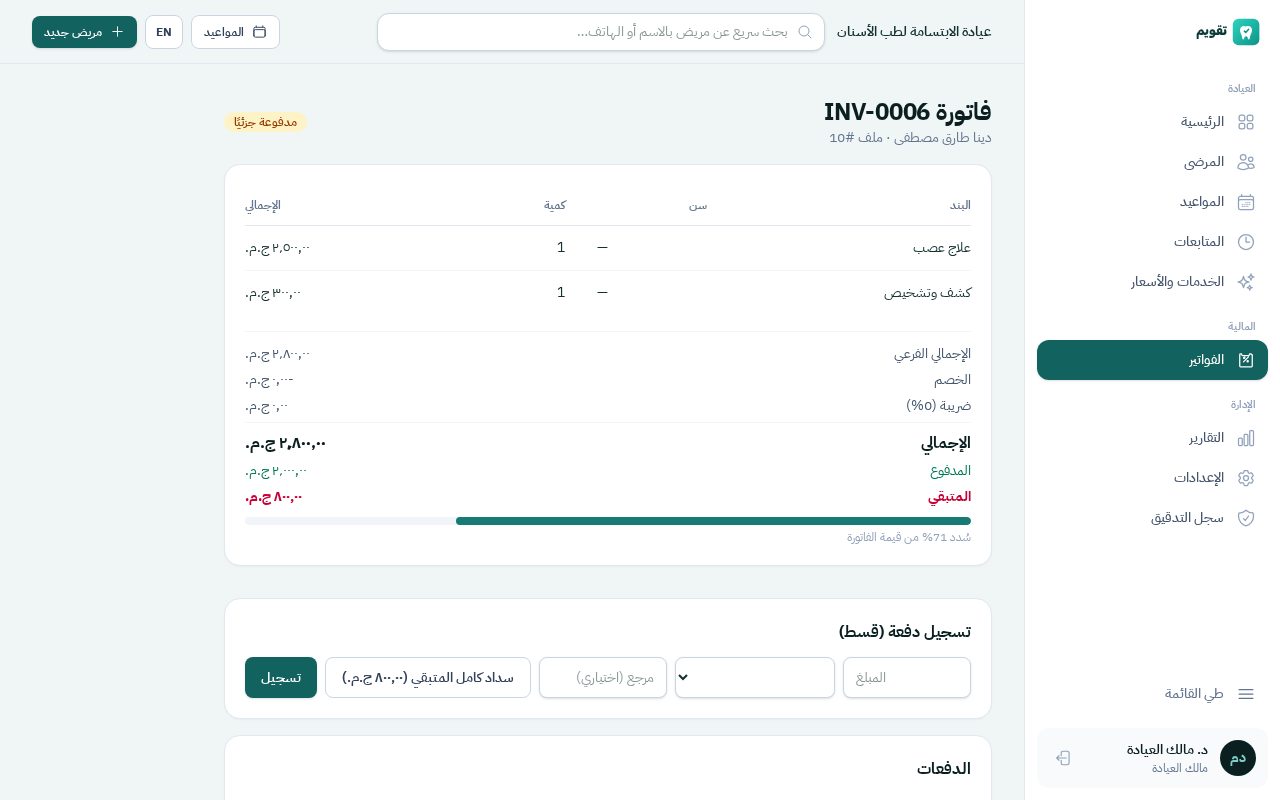 تقويم
العيادة
الرئيسية
المرضى
المواعيد
المتابعات
الخدمات والأسعار
المالية
الفواتير
الإدارة
التقارير
الإعدادات
سجل التدقيق
طي القائمة
دم
د. مالك العيادة
مالك العيادة
عيادة الابتسامة لطب الأسنان
بحث سريع عن مريض بالاسم أو الهاتف...
المواعيد
EN
مريض جديد
فاتورة INV-0006
دينا طارق مصطفى · ملف #10
مدفوعة جزئيًا
البند سن كمية الإجمالي
علاج عصب — 1 ٢٬٥٠٠٫٠٠ ج.م.
كشف وتشخيص — 1 ٣٠٠٫٠٠ ج.م.
الإجمالي الفرعي ٢٬٨٠٠٫٠٠ ج.م.
الخصم -٠٫٠٠ ج.م.
ضريبة (0%) ٠٫٠٠ ج.م.
الإجمالي ٢٬٨٠٠٫٠٠ ج.م.
المدفوع ٢٬٠٠٠٫٠٠ ج.م.
المتبقي ٨٠٠٫٠٠ ج.م.
سُدد 71% من قيمة الفاتورة
تسجيل دفعة (قسط)
المبلغ
مرجع (اختياري)
سداد كامل المتبقي (٨٠٠٫٠٠ ج.م.)
تسجيل
الدفعات